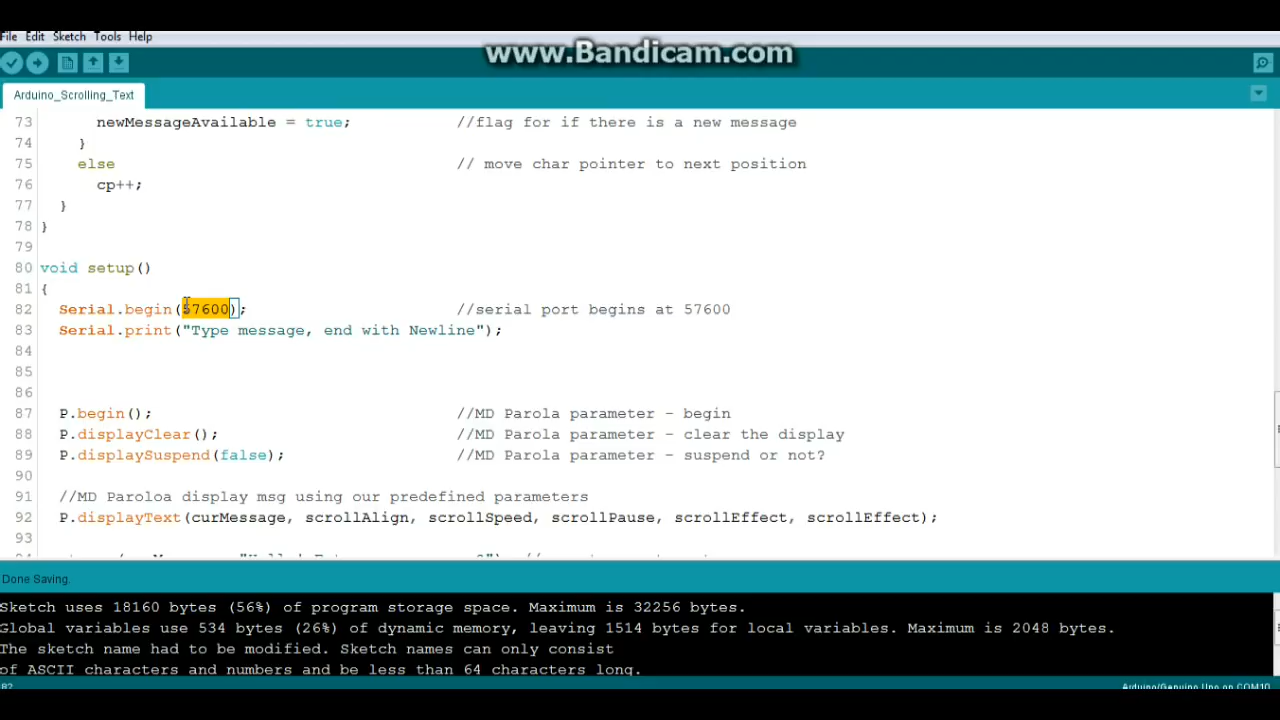 www.Bandicam.com
File Edit Sketch Tools Help
Arduino_Scrolling_Text
73 newMessageAvailable = true; //flag for if there is a new message
74 }
75 else // move char pointer to next position
76 cp++;
77 }
78 }
79
80 void setup()
81 {
82 Serial.begin(57600); //serial port begins at 57600
83 Serial.print("Type message, end with Newline");
84
85
86
87 P.begin(); //MD Parola parameter - begin
88 P.displayClear(); //MD Parola parameter - clear the display
89 P.displaySuspend(false); //MD Parola parameter - suspend or not?
90
91 //MD Paroloa display msg using our predefined parameters
92 P.displayText(curMessage, scrollAlign, scrollSpeed, scrollPause, scrollEffect, scrollEffect);
93
Done Saving.
Sketch uses 18160 bytes (56%) of program storage space. Maximum is 32256 bytes.
Global variables use 534 bytes (26%) of dynamic memory, leaving 1514 bytes for local variables. Maximum is 2048 bytes.
The sketch name had to be modified. Sketch names can only consist
of ASCII characters and numbers and be less than 64 characters long.
82 Arduino/Genuino Uno on COM10